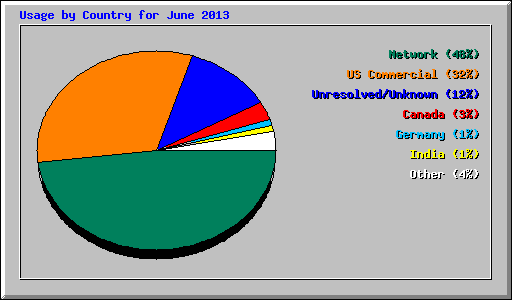 Usage by Country for June 2013
Network (48%)
US Commercial (32%)
Unresolved/Unknown (12%)
Canada (3%)
Germany (1%)
India (1%)
Other (4%)